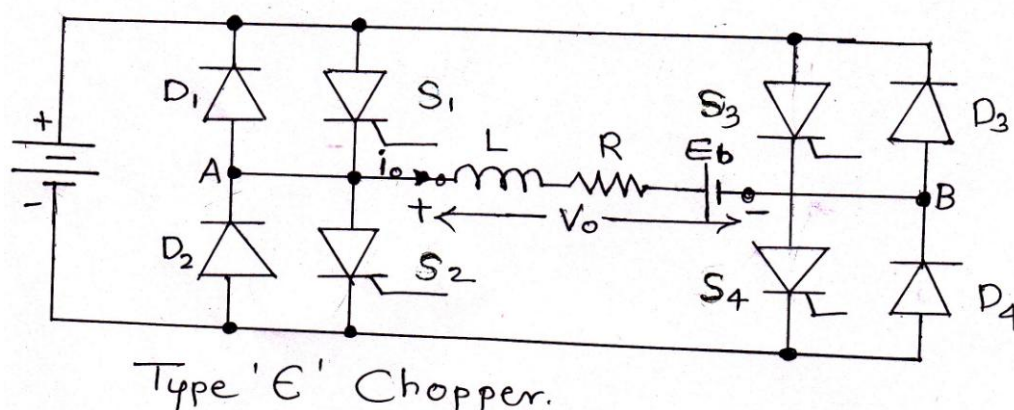 D1
S1
S3
D3
+
L
R
Eb
A
io
B
+
Vo
-
-
D2
S2
S4
D4
Type 'E' Chopper.